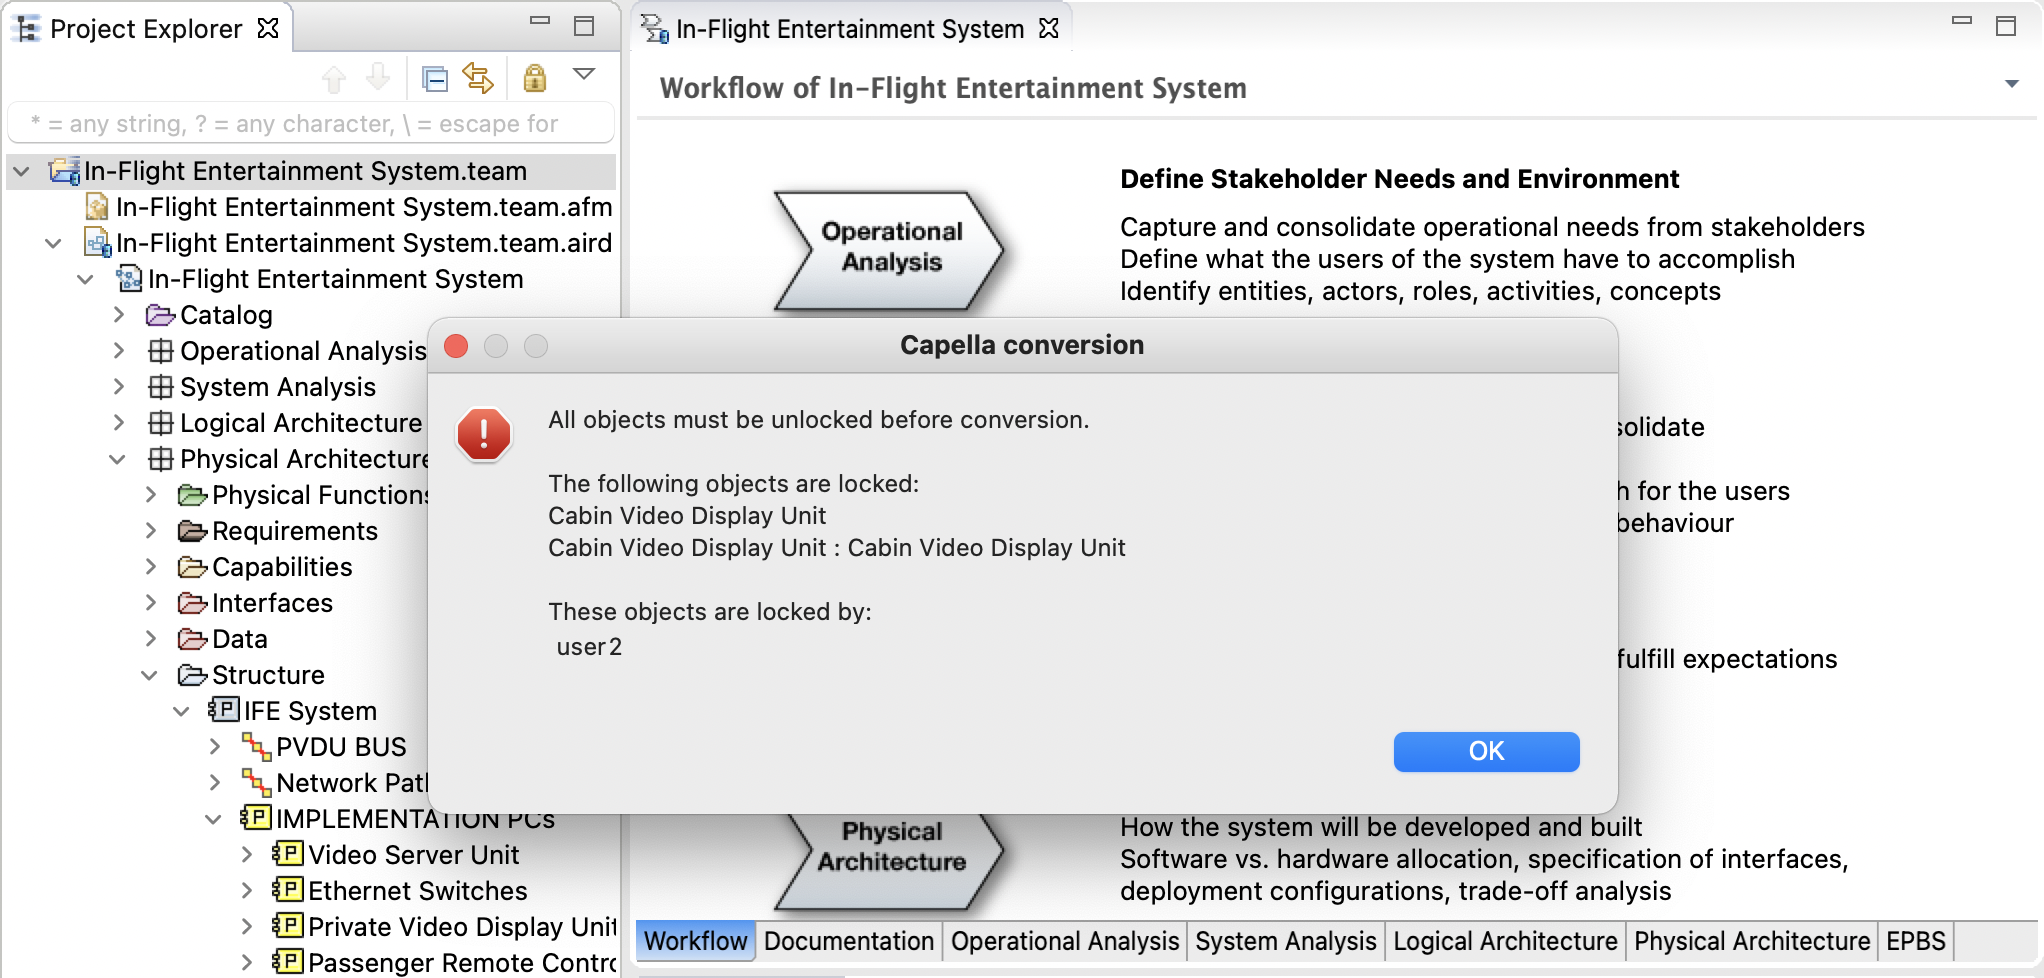 Project Explorer
In-Flight Entertainment System
Workflow of In-Flight Entertainment System
* = any string, ? = any character, \ = escape for
In-Flight Entertainment System.team
In-Flight Entertainment System.team.afm
In-Flight Entertainment System.team.aird
In-Flight Entertainment System
Catalog
Operational Analysis
System Analysis
Logical Architecture
Physical Architecture
Physical Functions
Requirements
Capabilities
Interfaces
Data
Structure
P IFE System
PVDU BUS
Network Pat
P IMPLEMENTATION PCs
P Video Server Unit
P Ethernet Switches
P Private Video Display Unit
P Passenger Remote Contro
Operational
Analysis
Define Stakeholder Needs and Environment
Capture and consolidate operational needs from stakeholders
Define what the users of the system have to accomplish
Identify entities, actors, roles, activities, concepts
solidate
h for the users
behaviour
fulfill expectations
Capella conversion
All objects must be unlocked before conversion.
The following objects are locked:
Cabin Video Display Unit
Cabin Video Display Unit : Cabin Video Display Unit
These objects are locked by:
user2
OK
Physical
Architecture
How the system will be developed and built
Software vs. hardware allocation, specification of interfaces,
deployment configurations, trade-off analysis
Workflow Documentation Operational Analysis System Analysis Logical Architecture Physical Architecture EPBS